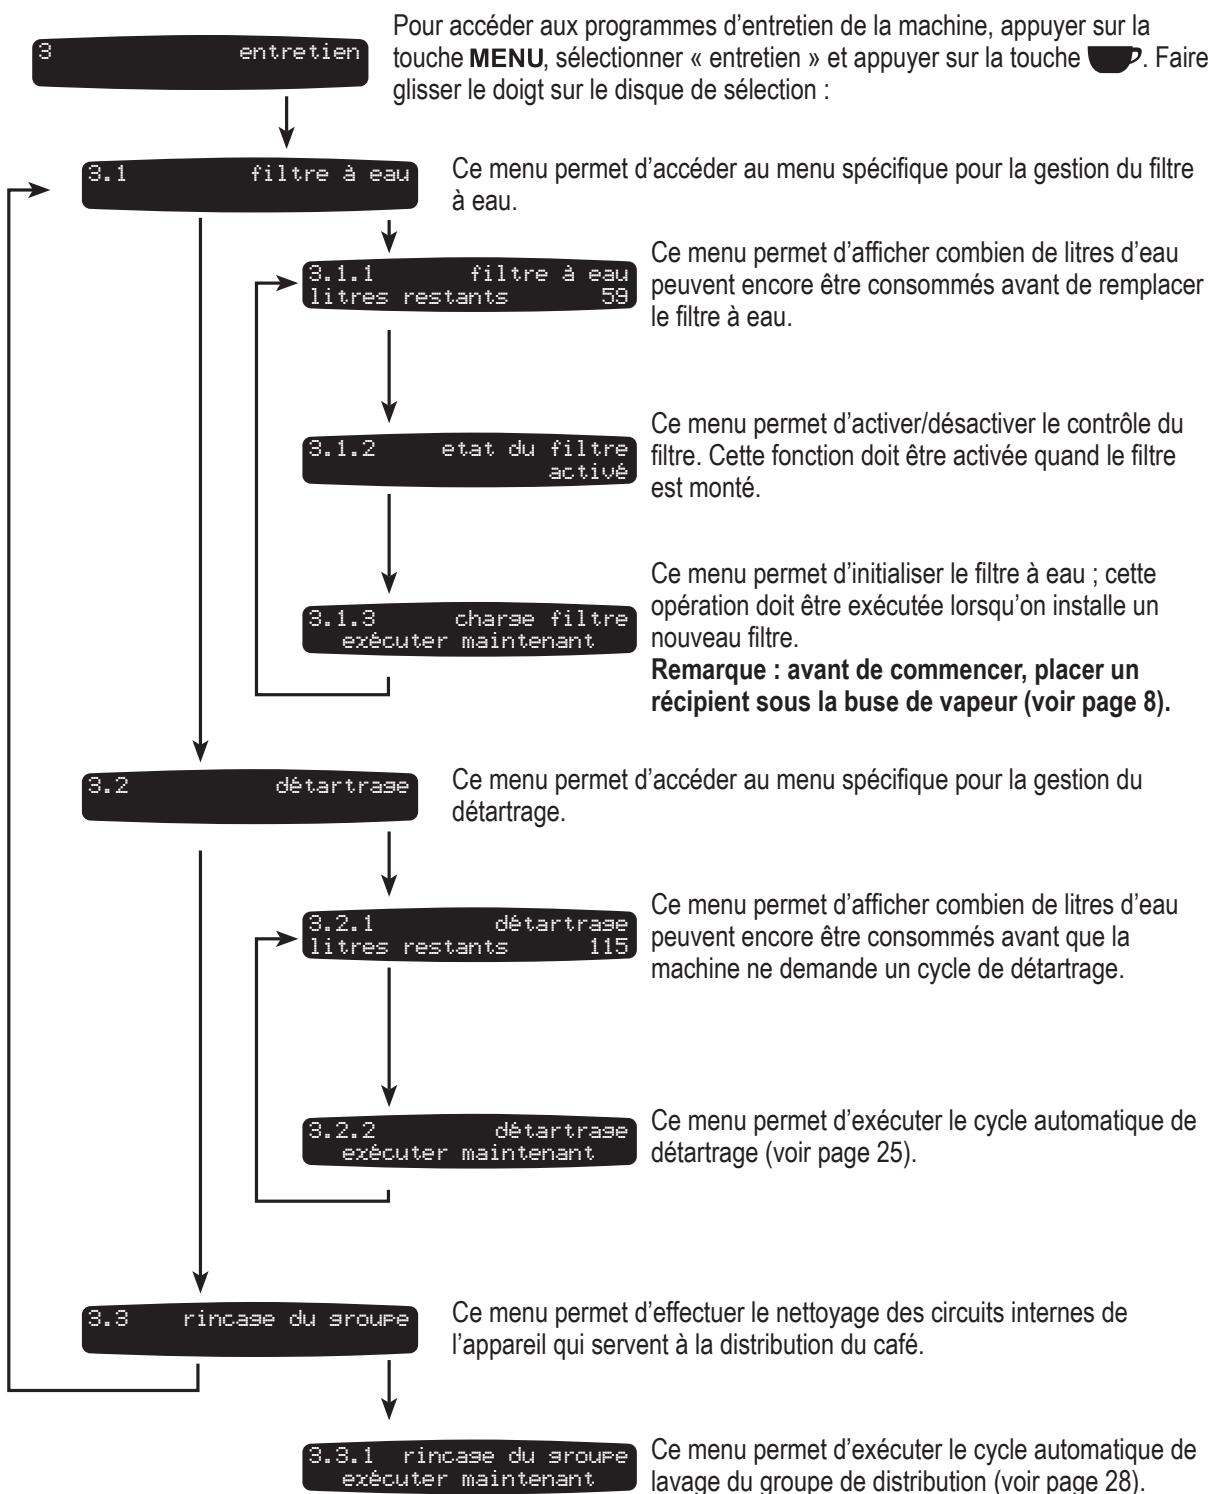 Pour accéder aux programmes d'entretien de la machine, appuyer sur la
touche MENU, sélectionner « entretien » et appuyer sur la touche . Faire
glisser le doigt sur le disque de sélection :
3 entretien
3.1 filtre à eau
Ce menu permet d'accéder au menu spécifique pour la gestion du filtre
à eau.
3.1.1 filtre à eau
litres restants 59
Ce menu permet d'afficher combien de litres d'eau
peuvent encore être consommés avant de remplacer
le filtre à eau.
3.1.2 etat du filtre
activé
Ce menu permet d'activer/désactiver le contrôle du
filtre. Cette fonction doit être activée quand le filtre
est monté.
3.1.3 charge filtre
exécuter maintenant
Ce menu permet d'initialiser le filtre à eau ; cette
opération doit être exécutée lorsqu'on installe un
nouveau filtre.
Remarque : avant de commencer, placer un
récipient sous la buse de vapeur (voir page 8).
3.2 détartrage
Ce menu permet d'accéder au menu spécifique pour la gestion du
détartrage.
3.2.1 détartrage
litres restants 115
Ce menu permet d'afficher combien de litres d'eau
peuvent encore être consommés avant que la
machine ne demande un cycle de détartrage.
3.2.2 détartrage
exécuter maintenant
Ce menu permet d'exécuter le cycle automatique de
détartrage (voir page 25).
3.3 rincage du groupe
Ce menu permet d'effectuer le nettoyage des circuits internes de
l'appareil qui servent à la distribution du café.
3.3.1 rincage du groupe
exécuter maintenant
Ce menu permet d'exécuter le cycle automatique de
lavage du groupe de distribution (voir page 28).